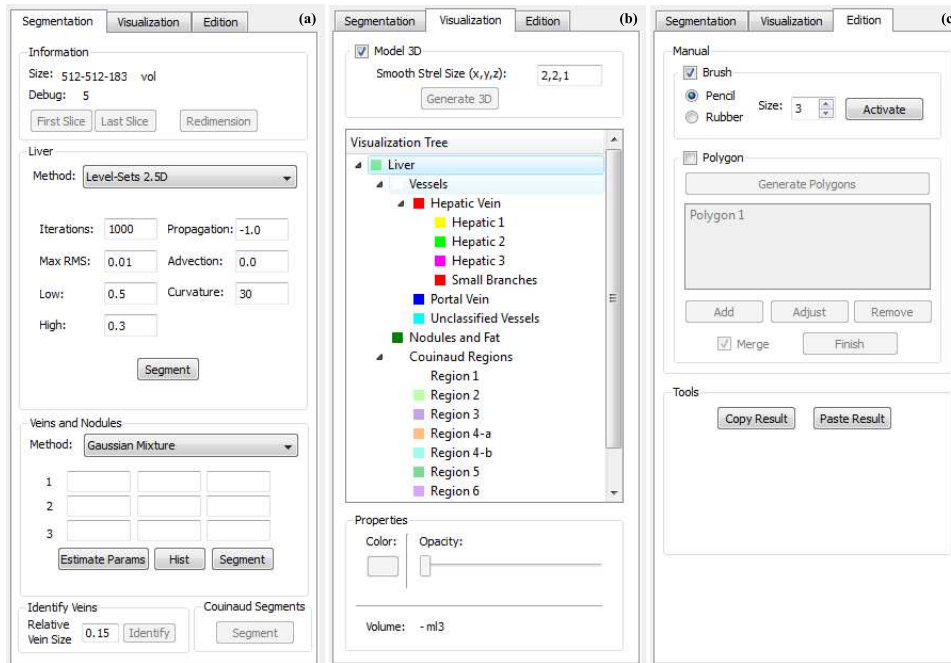 Segmentation Visualization Edition (a)
Information
Size: 512-512-183 vol
Debug: 5
First Slice Last Slice Redimension
Liver
Method: Level-Sets 2.5D
Iterations: 1000 Propagation: -1.0
Max RMS: 0.01 Advection: 0.0
Low: 0.5 Curvature: 30
High: 0.3
Segment
Veins and Nodules
Method: Gaussian Mixture
1
2
3
Estimate Params Hist Segment
Identify Veins
Relative
Vein Size 0.15 Identify
Couinaud Segments
Segment
Segmentation Visualization Edition (b)
Model 3D
Smooth Strel Size (x,y,z): 2,2,1
Generate 3D
Visualization Tree
Liver
Vessels
Hepatic Vein
Hepatic 1
Hepatic 2
Hepatic 3
Small Branches
Portal Vein
Unclassified Vessels
Nodules and Fat
Couinaud Regions
Region 1
Region 2
Region 3
Region 4-a
Region 4-b
Region 5
Region 6
Properties
Color: Opacity:
Volume: - ml3
Segmentation Visualization Edition (c
Manual
Brush
Pencil
Rubber
Size: 3 Activate
Polygon
Generate Polygons
Polygon 1
Add Adjust Remove
Merge Finish
Tools
Copy Result Paste Result